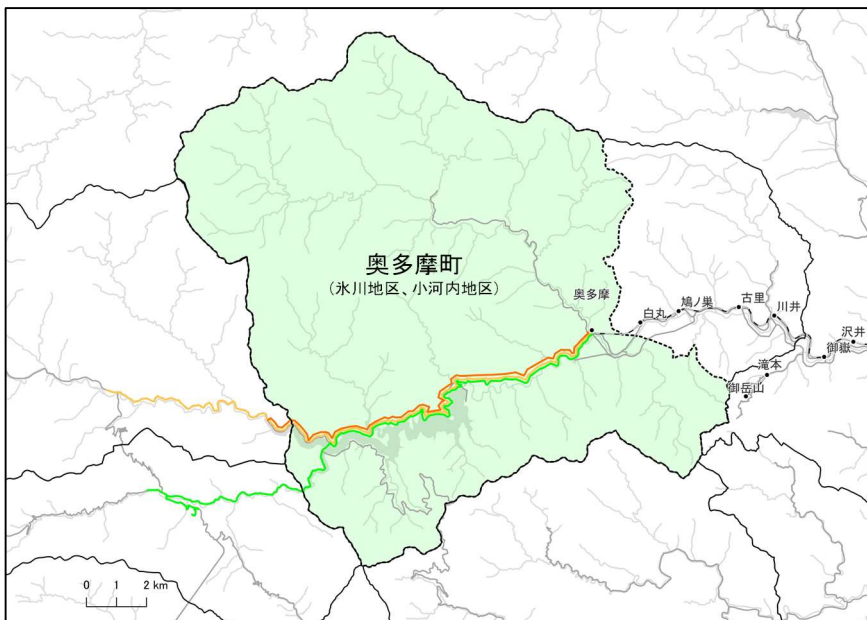 奥多摩町
(氷川地区、小河内地区)
奥多摩
白丸
鳩ノ巣
古里
川井
沢井
御嶽
滝本
御岳山
0 1 2 km